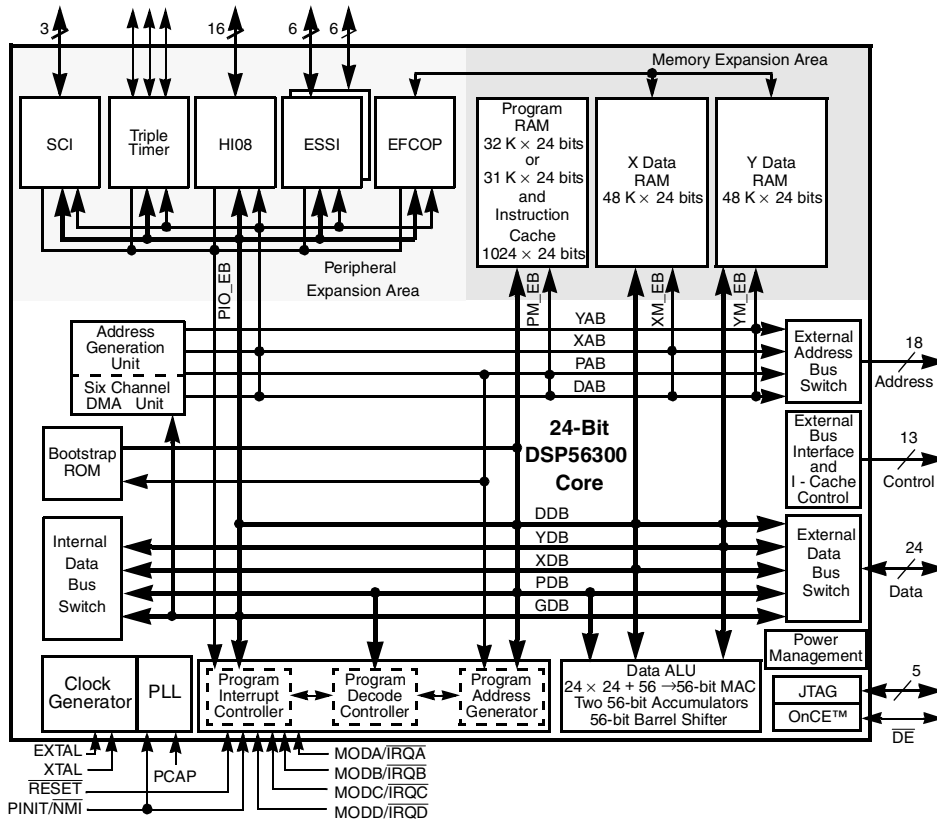 3
16
6
6
Memory Expansion Area
SCI
Triple
Timer
HI08
ESSI
EFCOP
Program
RAM
32 K × 24 bits
or
31 K × 24 bits
and
Instruction
Cache
1024 × 24 bits
X Data
RAM
48 K × 24 bits
Y Data
RAM
48 K × 24 bits
Peripheral
Expansion Area
PIO_EB
PM_EB
XM_EB
YM_EB
Address
Generation
Unit
Six Channel
DMA Unit
YAB
XAB
PAB
DAB
External
Address
Bus
Switch
18
Address
Bootstrap
ROM
24-Bit
DSP56300
Core
External
Bus
Interface
and
I - Cache
Control
13
Control
Internal
Data
Bus
Switch
DDB
YDB
XDB
PDB
GDB
External
Data
Bus
Switch
24
Data
Power
Management
Clock
Generator
PLL
Program
Interrupt
Controller
Program
Decode
Controller
Program
Address
Generator
Data ALU
24 × 24 + 56 →56-bit MAC
Two 56-bit Accumulators
56-bit Barrel Shifter
JTAG
OnCE™
5
DE
EXTAL
XTAL
RESET
PINIT/NMI
PCAP
MODA/IRQA
MODB/IRQB
MODC/IRQC
MODD/IRQD